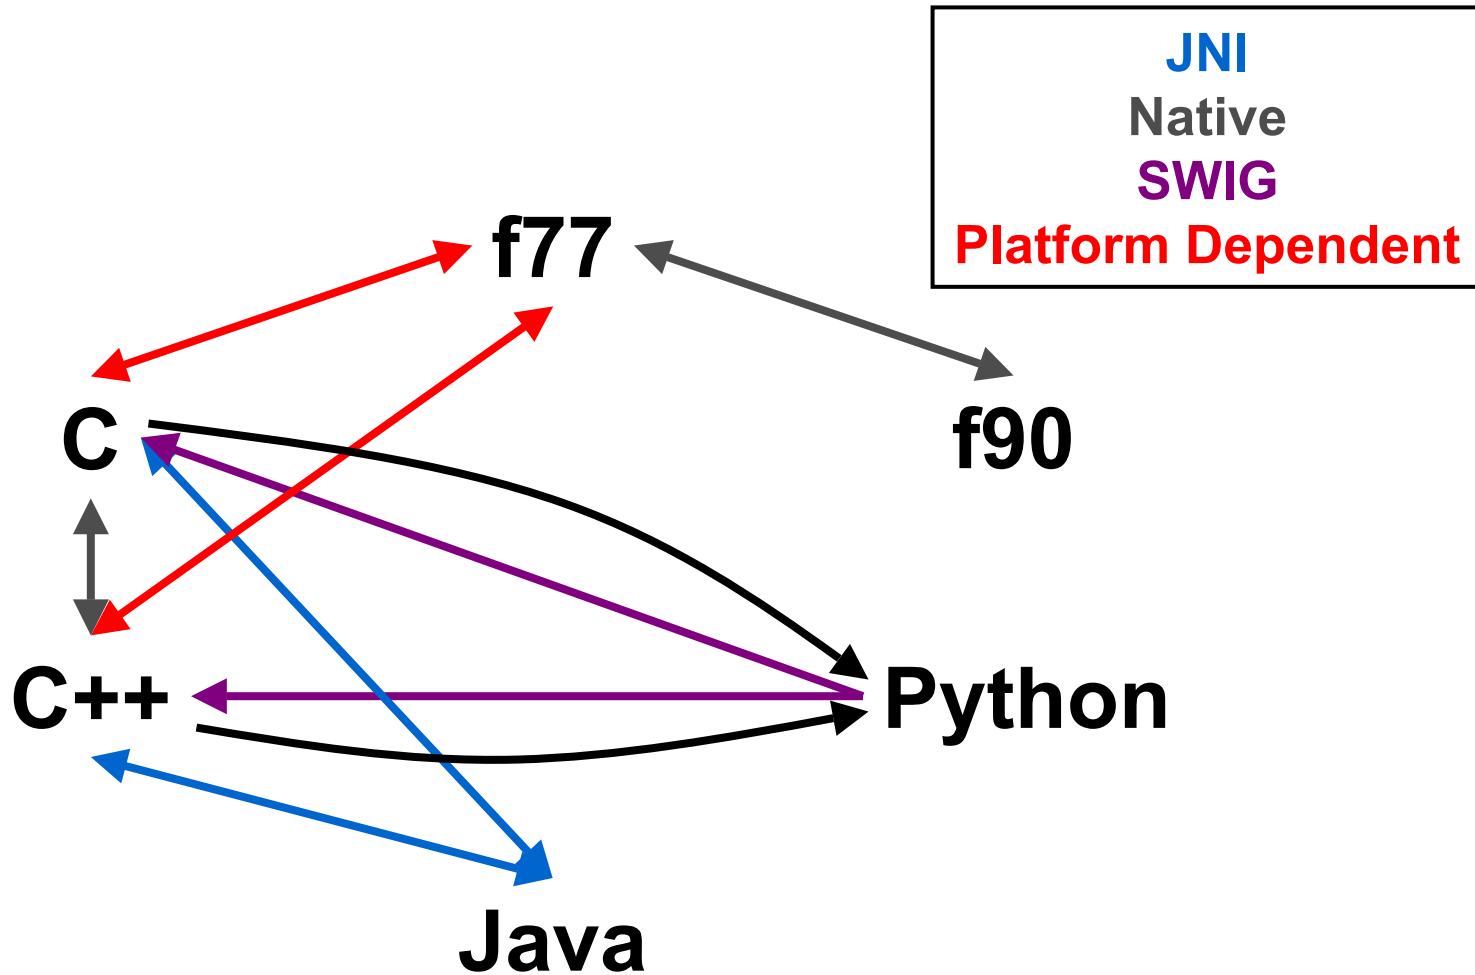 JNI
Native
SWIG
Platform Dependent
f77
C
f90
C++
Python
Java